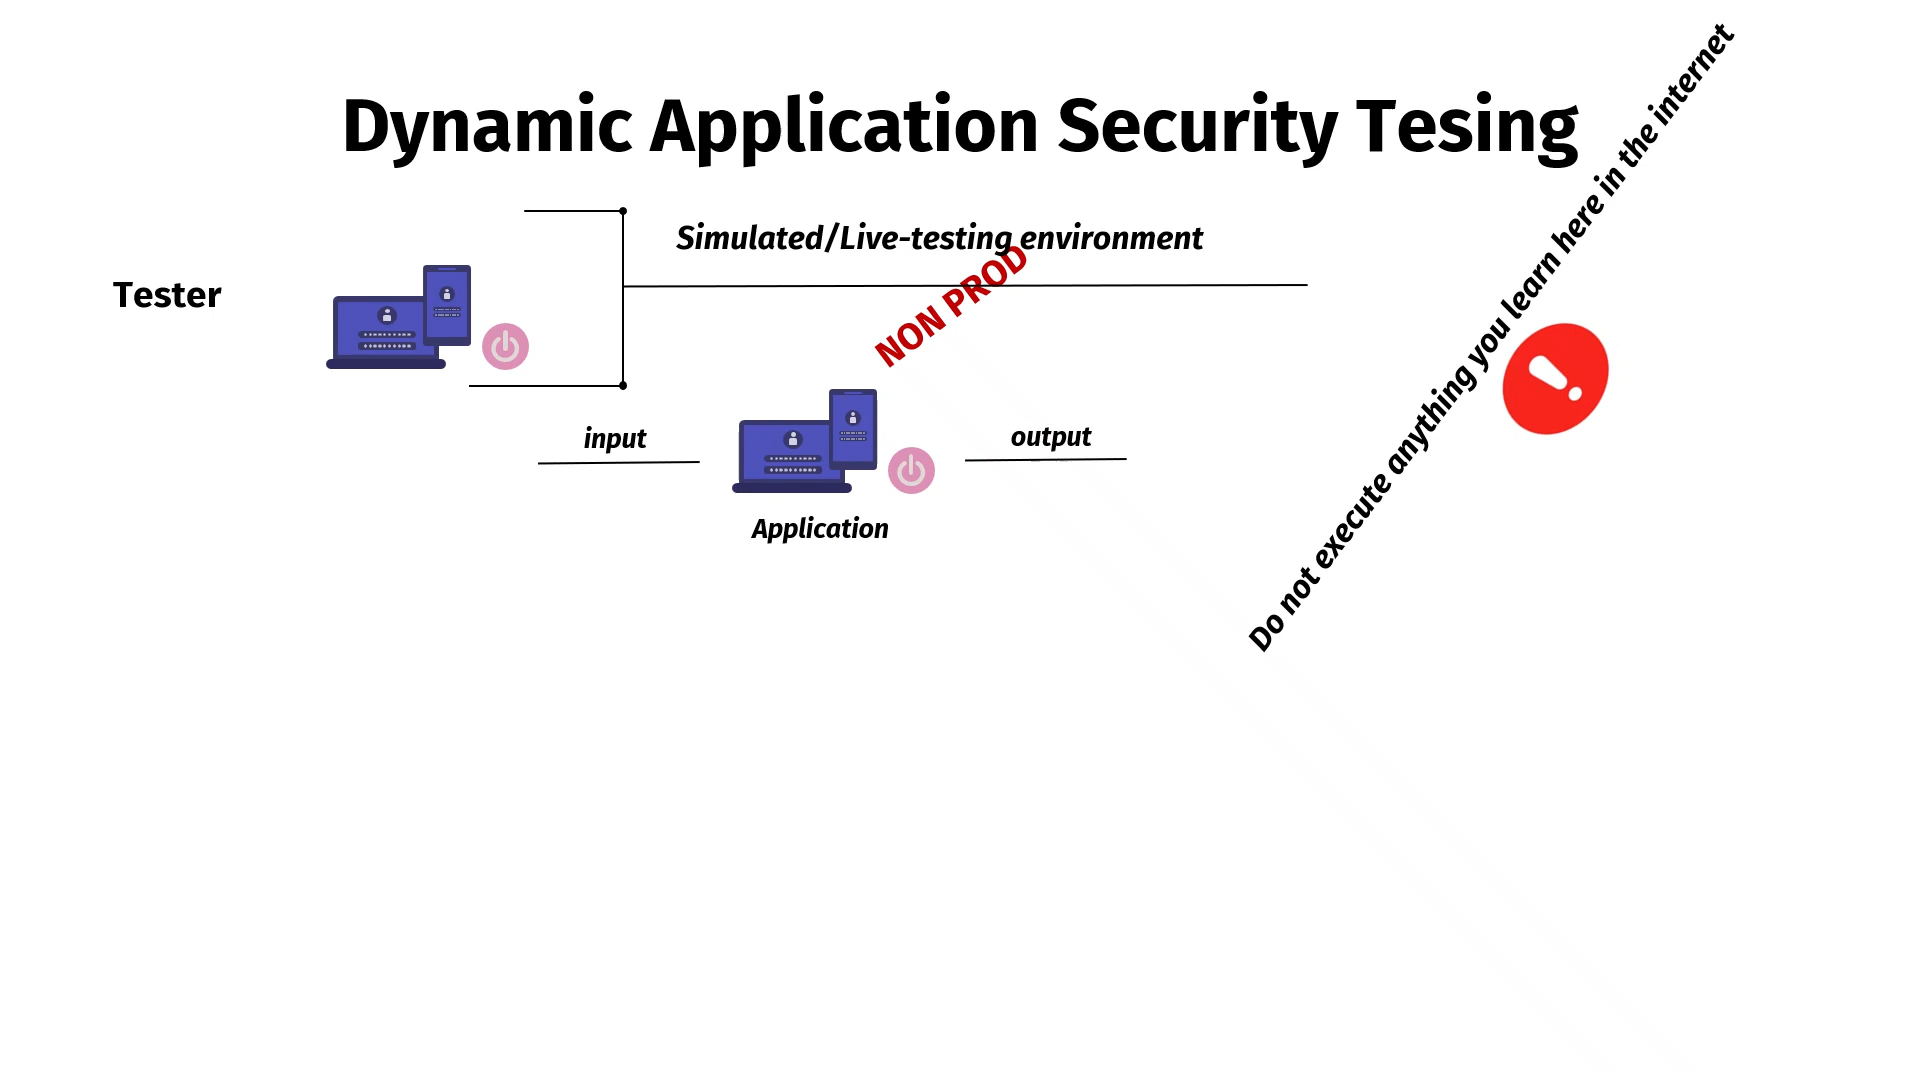 Dynamic Application Security Tesing
Simulated/Live-testing environment
NON PROD
Tester
input
output
Application
Do not execute anything you learn here in the internet